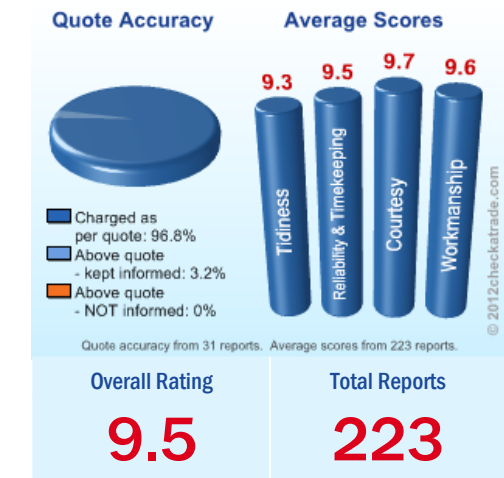 Quote Accuracy
Average Scores
9.3
9.5
9.7
9.6
Tidiness
Reliability & Timekeeping
Courtesy
Workmanship
Charged as
per quote: 96.8%
Above quote
- kept informed: 3.2%
Above quote
- NOT informed: 0%
© 2012checkatrade.com
Quote accuracy from 31 reports. Average scores from 223 reports.
Overall Rating
Total Reports
9.5
223